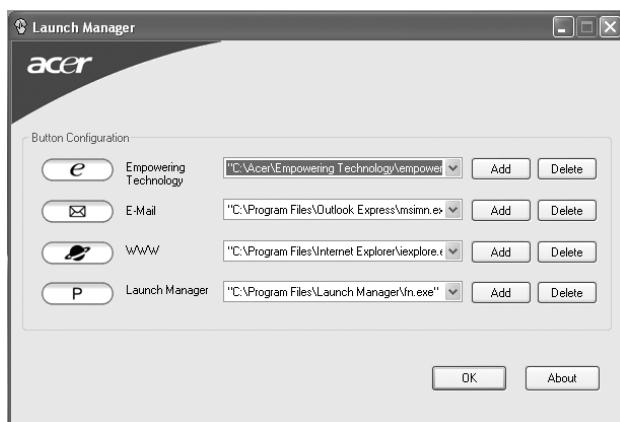 Launch Manager
acer
Button Configuration
e
Empowering
Technology
"C:\Acer\Empowering Technology\empower
Add
Delete
E-Mail
"C:\Program Files\Outlook Express\msimn.ex
Add
Delete
WWW
"C:\Program Files\Internet Explorer\iexplore.e
Add
Delete
P
Launch Manager
"C:\Program Files\Launch Manager\fn.exe"
Add
Delete
OK
About